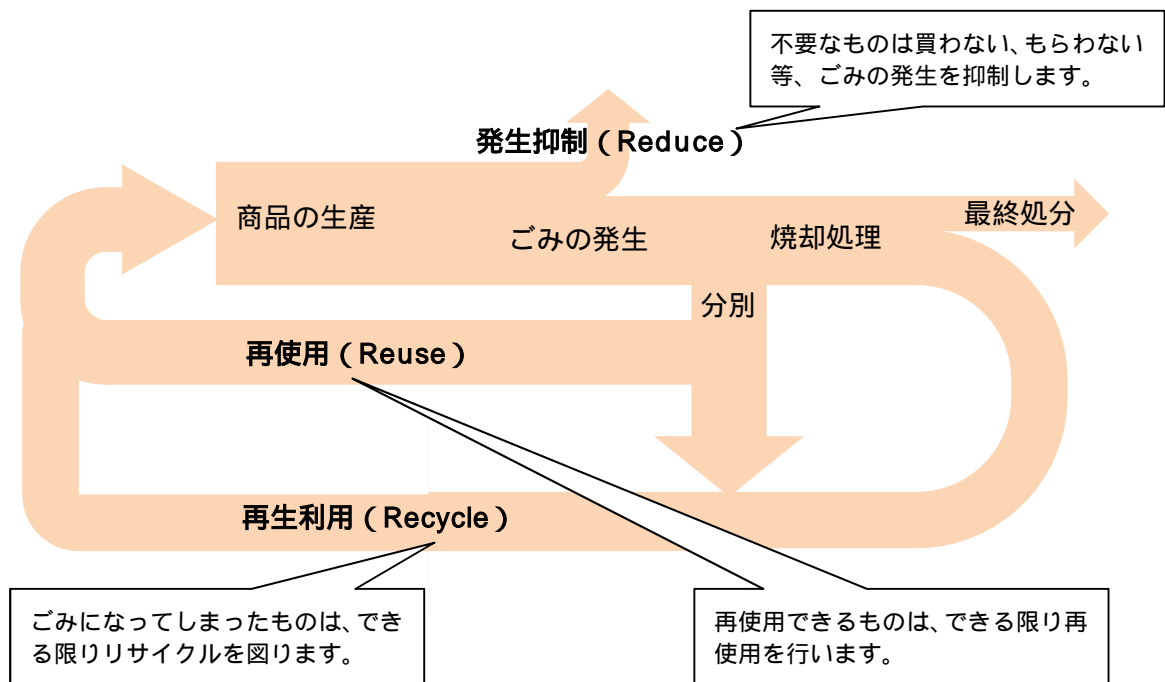 不要なものは買わない、もらわない
等、ごみの発生を抑制します。
発生抑制（Reduce）
商品の生産
ごみの発生
焼却処理
最終処分
分別
再使用（Reuse）
再生利用（Recycle）
ごみになってしまったものは、でき
る限りリサイクルを図ります。
再使用できるものは、できる限り再
使用を行います。